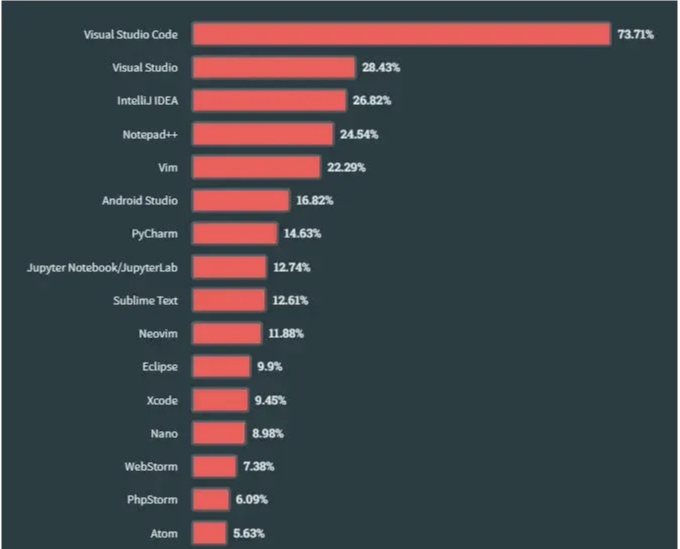 Visual Studio Code 73.71%
Visual Studio 28.43%
IntelliJ IDEA 26.82%
Notepad++ 24.54%
Vim 22.29%
Android Studio 16.82%
PyCharm 14.63%
Jupyter Notebook/JupyterLab 12.74%
Sublime Text 12.61%
Neovim 11.88%
Eclipse 9.9%
Xcode 9.45%
Nano 8.98%
WebStorm 7.38%
PhpStorm 6.09%
Atom 5.63%